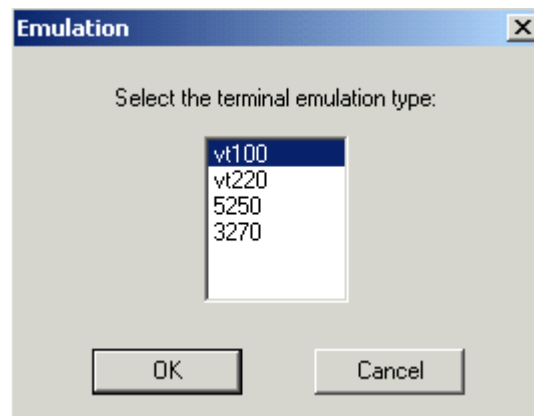 Emulation
Select the terminal emulation type:
vt100
vt220
5250
3270
OK
Cancel